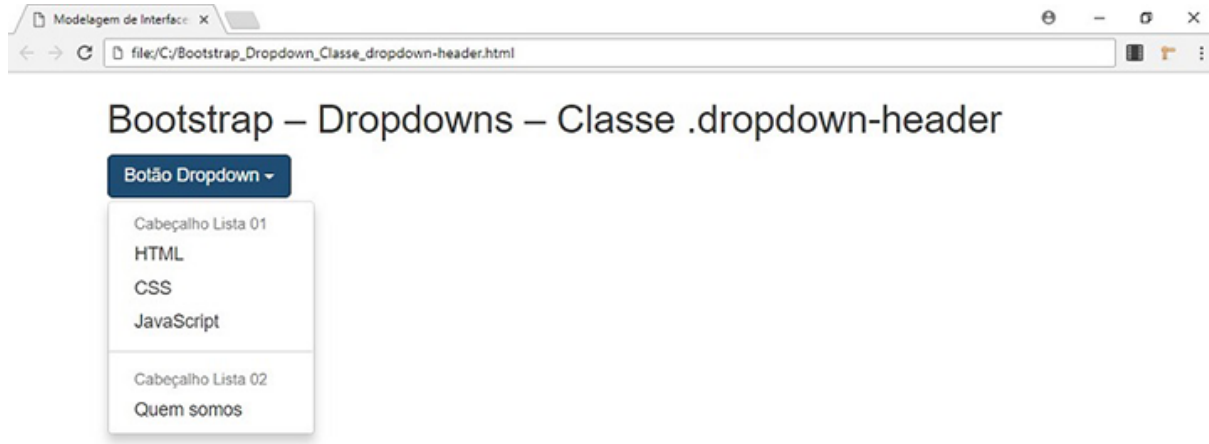 Modelagem de Interface
file:/C:/Bootstrap_Dropdown_Classe_dropdown-header.html
Bootstrap – Dropdowns – Classe .dropdown-header
Botão Dropdown
Cabeçalho Lista 01
HTML
CSS
JavaScript
Cabeçalho Lista 02
Quem somos